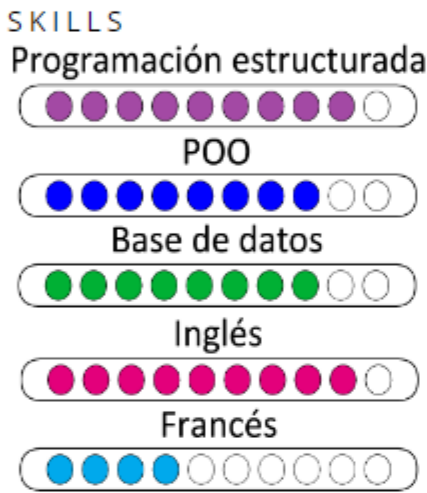 SKILLS
Programación estructurada
POO
Base de datos
Inglés
Francés